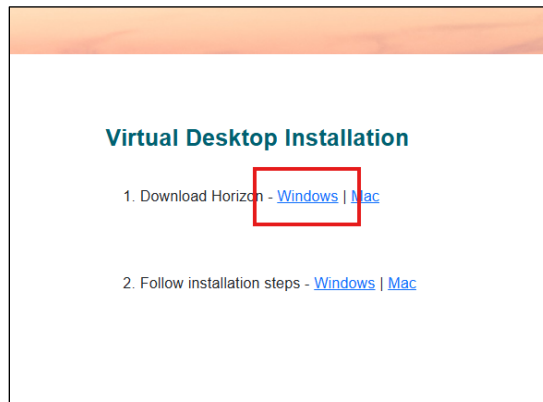 Virtual Desktop Installation
1. Download Horizon - Windows | Mac
2. Follow installation steps - Windows | Mac